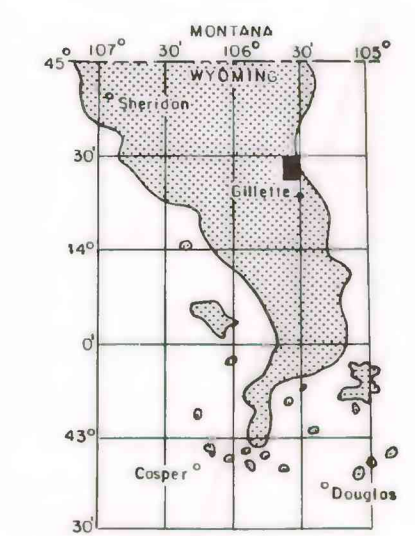 MONTANA
107° 30' 106° 30' 105°
45°
WYOMING
Sheridan
30'
Gillette
14°
0'
43°
Casper
Douglas
30'